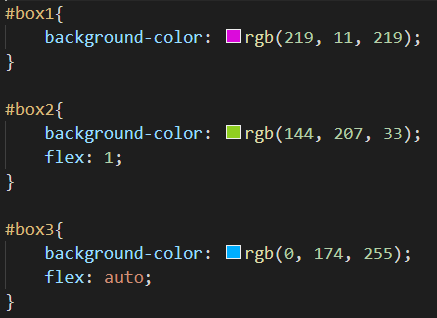 #box1{
    background-color: rgb(219, 11, 219);
}
#box2{
    background-color: rgb(144, 207, 33);
    flex: 1;
}
#box3{
    background-color: rgb(0, 174, 255);
    flex: auto;
}